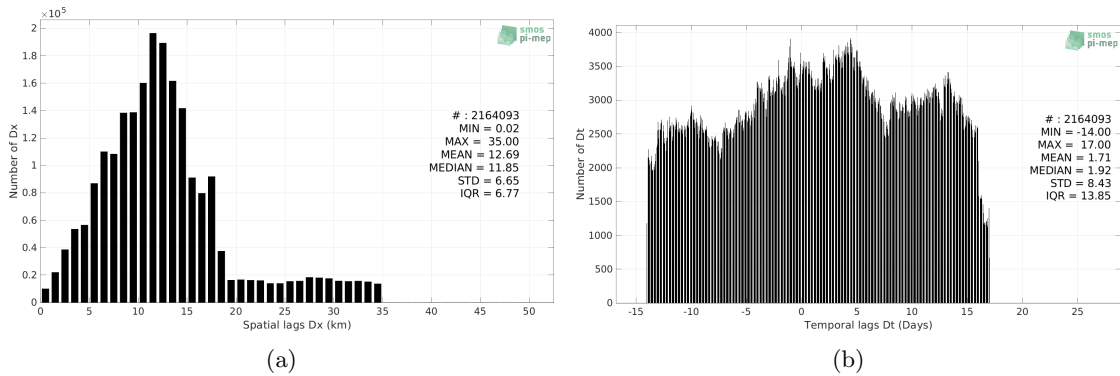 ×10⁵
2
1.8
1.6
1.4
1.2
1
0.8
0.6
0.4
0.2
0
Number of Dx
0 5 10 15 20 25 30 35 40 45 50
Spatial lags Dx (km)
smos
pi-mep
# : 2164093
MIN = 0.02
MAX = 35.00
MEAN = 12.69
MEDIAN = 11.85
STD = 6.65
IQR = 6.77
(a)
4000
3500
3000
2500
2000
1500
1000
500
0
Number of Dt
-15 -10 -5 0 5 10 15 20 25
Temporal lags Dt (Days)
smos
pi-mep
# : 2164093
MIN = -14.00
MAX = 17.00
MEAN = 1.71
MEDIAN = 1.92
STD = 8.43
IQR = 13.85
(b)